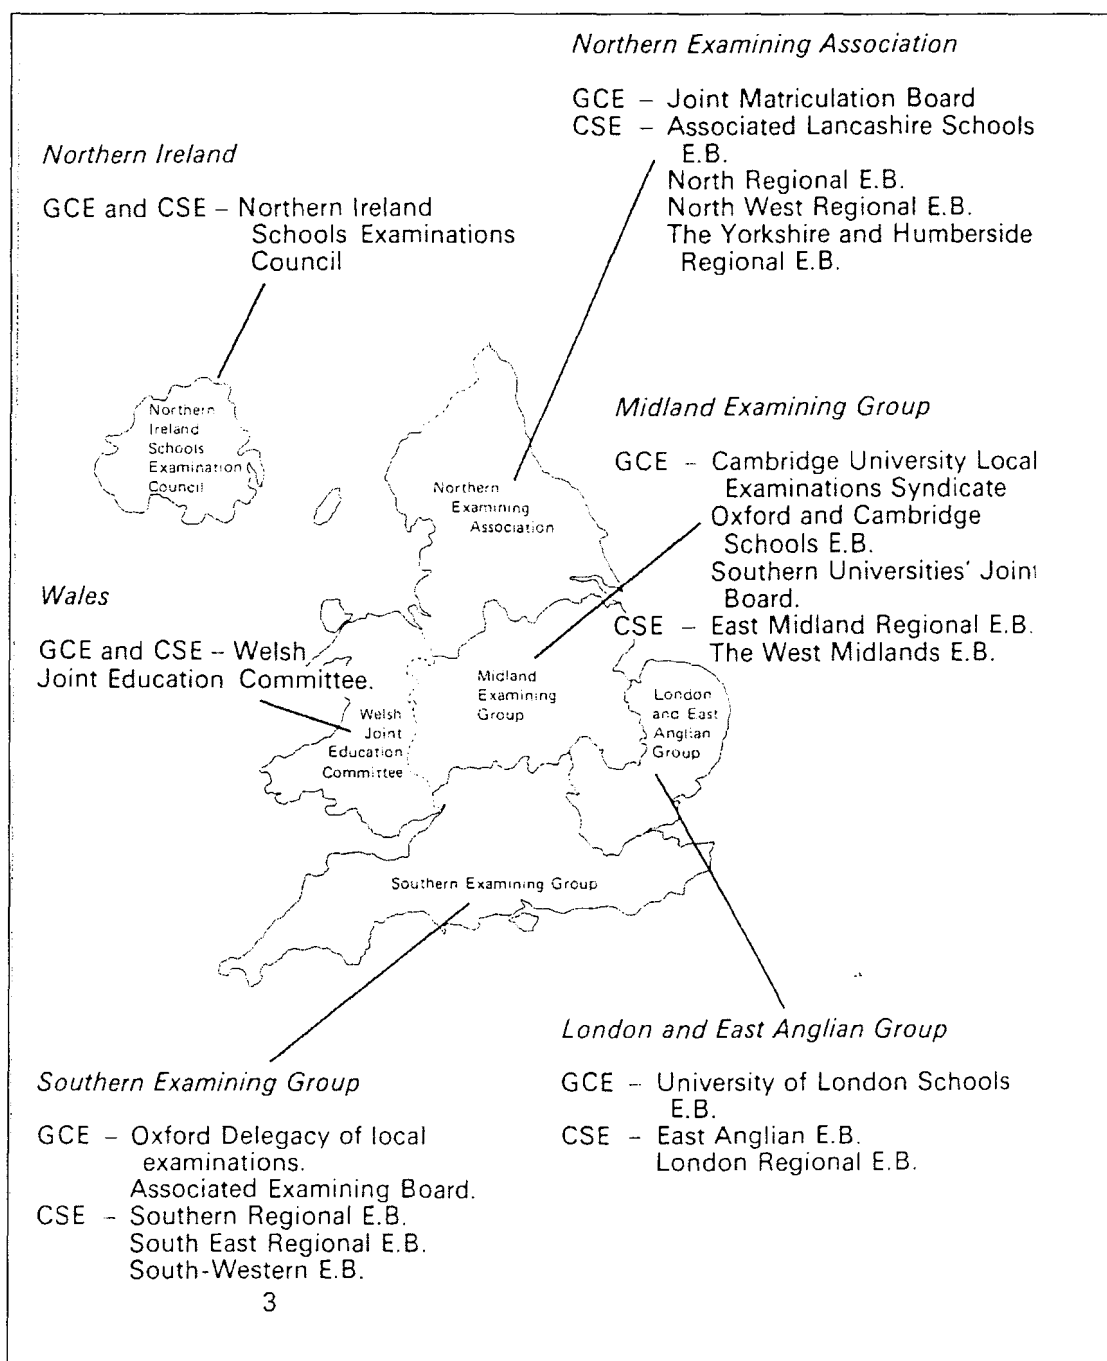 Northern Examining Association
GCE – Joint Matriculation Board
CSE – Associated Lancashire Schools
E.B.
North Regional E.B.
North West Regional E.B.
The Yorkshire and Humberside
Regional E.B.
Northern Ireland
GCE and CSE – Northern Ireland
Schools Examinations
Council
Northern
Ireland
Schools
Examination
Council
Northern
Examining
Association
Midland Examining Group
GCE – Cambridge University Local
Examinations Syndicate
Oxford and Cambridge
Schools E.B.
Southern Universities' Joint
Board.
CSE – East Midland Regional E.B.
The West Midlands E.B.
Wales
GCE and CSE – Welsh
Joint Education Committee.
Midland
Examining
Group
London
and East
Anglian
Group
Welsh
Joint
Education
Committee
Southern Examining Group
London and East Anglian Group
GCE – University of London Schools
E.B.
CSE – East Anglian E.B.
London Regional E.B.
Southern Examining Group
GCE – Oxford Delegacy of local
examinations.
Associated Examining Board.
CSE – Southern Regional E.B.
South East Regional E.B.
South-Western E.B.
3